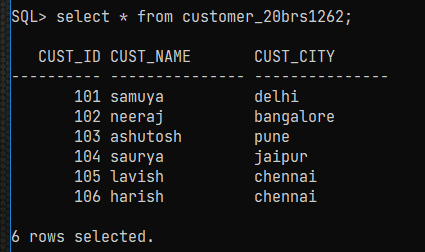 SQL> select * from customer_20brs1262;
CUST_ID CUST_NAME CUST_CITY
---------- --------------- ---------------
101 samuya delhi
102 neeraj bangalore
103 ashutosh pune
104 saurya jaipur
105 lavish chennai
106 harish chennai
6 rows selected.